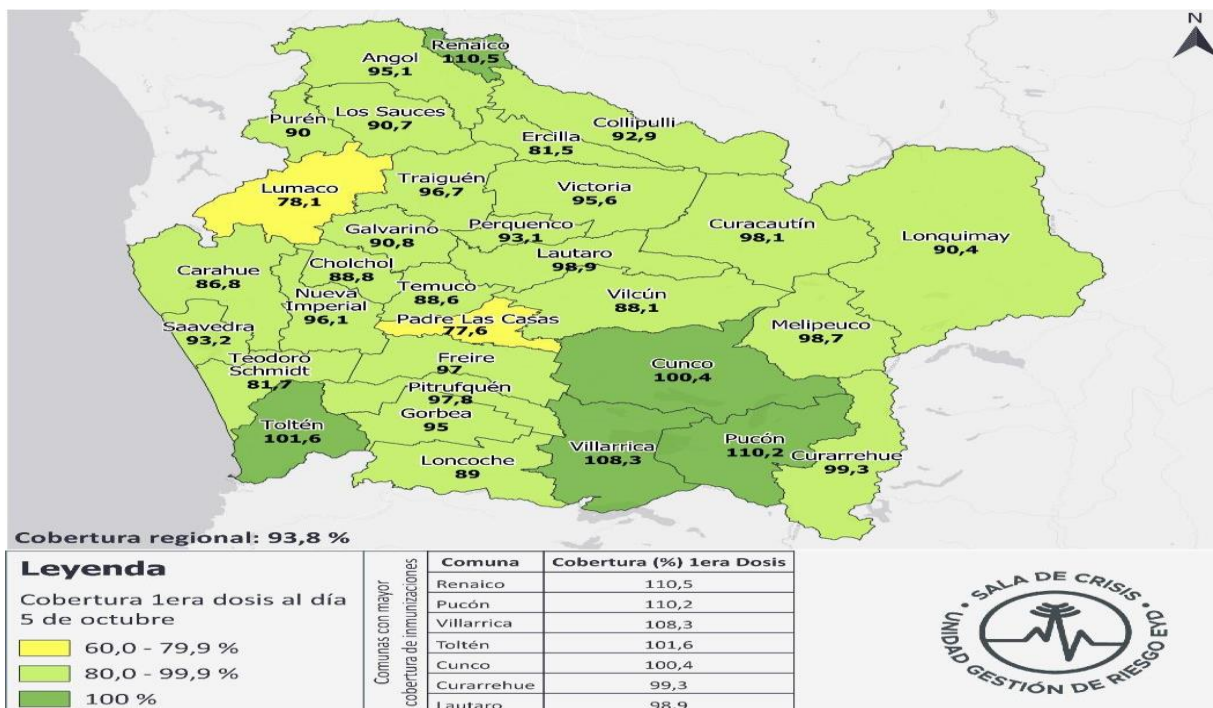 N
Renaico
110,5
Angol
95,1
Los Sauces
90,7
Purén
90
Collipulli
92,9
Ercilla
81,5
Lumaco
78,1
Traiguén
96,7
Victoria
95,6
Galvarino
90,8
Perquenco
93,1
Curacautín
98,1
Lonquimay
90,4
Carahue
86,8
Cholchol
88,8
Lautaro
98,9
Temuco
88,6
Nueva
Imperial
96,1
Vilcún
88,1
Saavedra
93,2
Padre Las Casas
77,6
Melipeuco
98,7
Teodoro
Schmidt
81,7
Freire
97
Cunco
100,4
Pitrufquén
97,8
Gorbea
95
Toltén
101,6
Villarrica
108,3
Pucón
110,2
Curarrehue
99,3
Loncoche
89
Cobertura regional: 93,8 %
Leyenda
Cobertura 1era dosis al día
5 de octubre
60,0 - 79,9 %
80,0 - 99,9 %
100 %
Comunas con mayor
cobertura de inmunizaciones
Comuna Cobertura (%) 1era Dosis
Renaico 110,5
Pucón 110,2
Villarrica 108,3
Toltén 101,6
Cunco 100,4
Curarrehue 99,3
Lautaro 98,9
SALA DE CRISIS
UNIDAD GESTIÓN DE RIESGO EYD